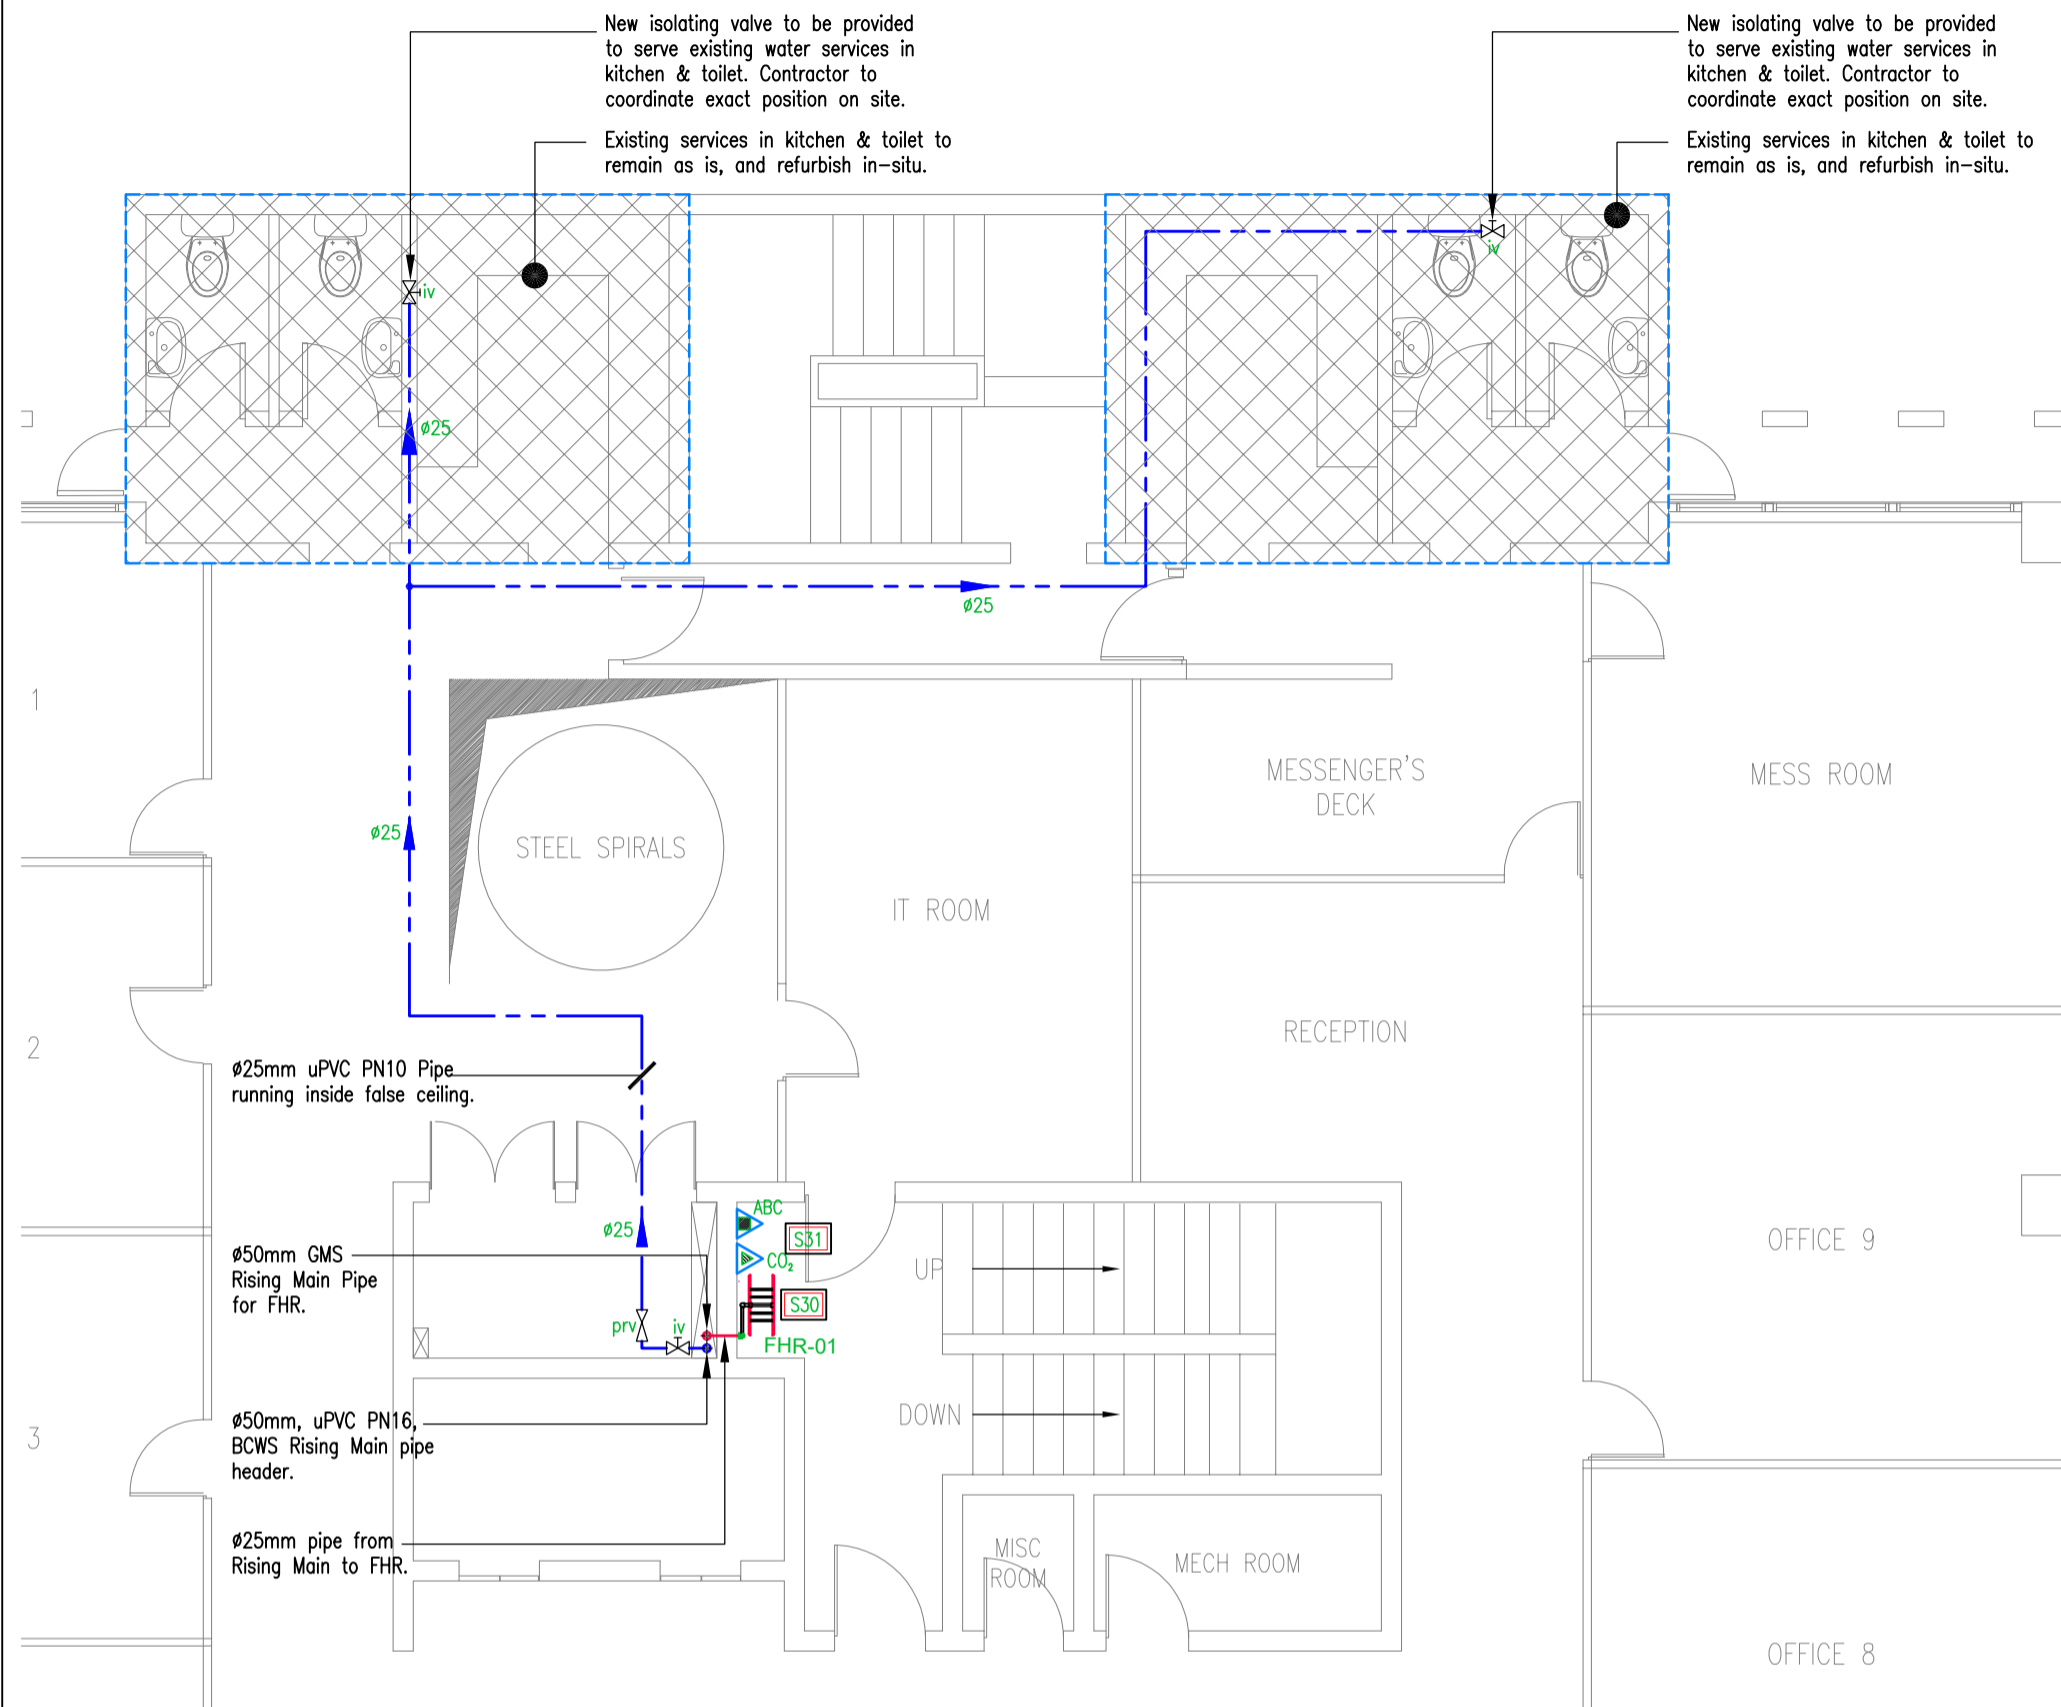 New isolating valve to be provided
to serve existing water services in
kitchen & toilet. Contractor to
coordinate exact position on site.
Existing services in kitchen & toilet to
remain as is, and refurbish in-situ.
New isolating valve to be provided
to serve existing water services in
kitchen & toilet. Contractor to
coordinate exact position on site.
Existing services in kitchen & toilet to
remain as is, and refurbish in-situ.
iv
iv
ø25
ø25
1
MESSENGER'S
DECK
MESS ROOM
ø25
STEEL SPIRALS
IT ROOM
RECEPTION
2
ø25mm uPVC PN10 Pipe
running inside false ceiling.
ABC
ø25
S31
CO₂
OFFICE 9
ø50mm GMS
Rising Main Pipe
for FHR.
UP
S30
prv
iv
FHR-01
DOWN
ø50mm, uPVC PN16,
BCWS Rising Main pipe
header.
3
ø25mm pipe from
Rising Main to FHR.
MISC
ROOM
MECH ROOM
OFFICE 8